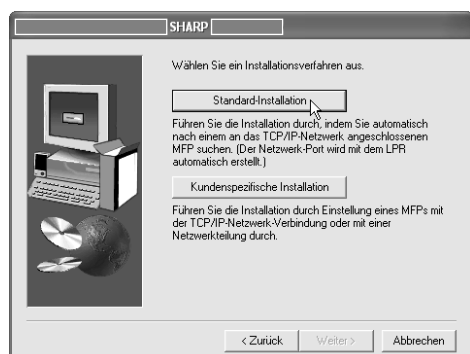 SHARP
Wählen Sie ein Installationsverfahren aus.
Standard-Installation
Führen Sie die Installation durch, indem Sie automatisch
nach einem an das TCP/IP-Netzwerk angeschlossenen
MFP suchen. (Der Netzwerk-Port wird mit dem LPR
automatisch erstellt.)
Kundenspezifische Installation
Führen Sie die Installation durch Einstellung eines MFPs mit
der TCP/IP-Netzwerk-Verbindung oder mit einer
Netzwerkteilung durch.
< Zurück
Weiter >
Abbrechen